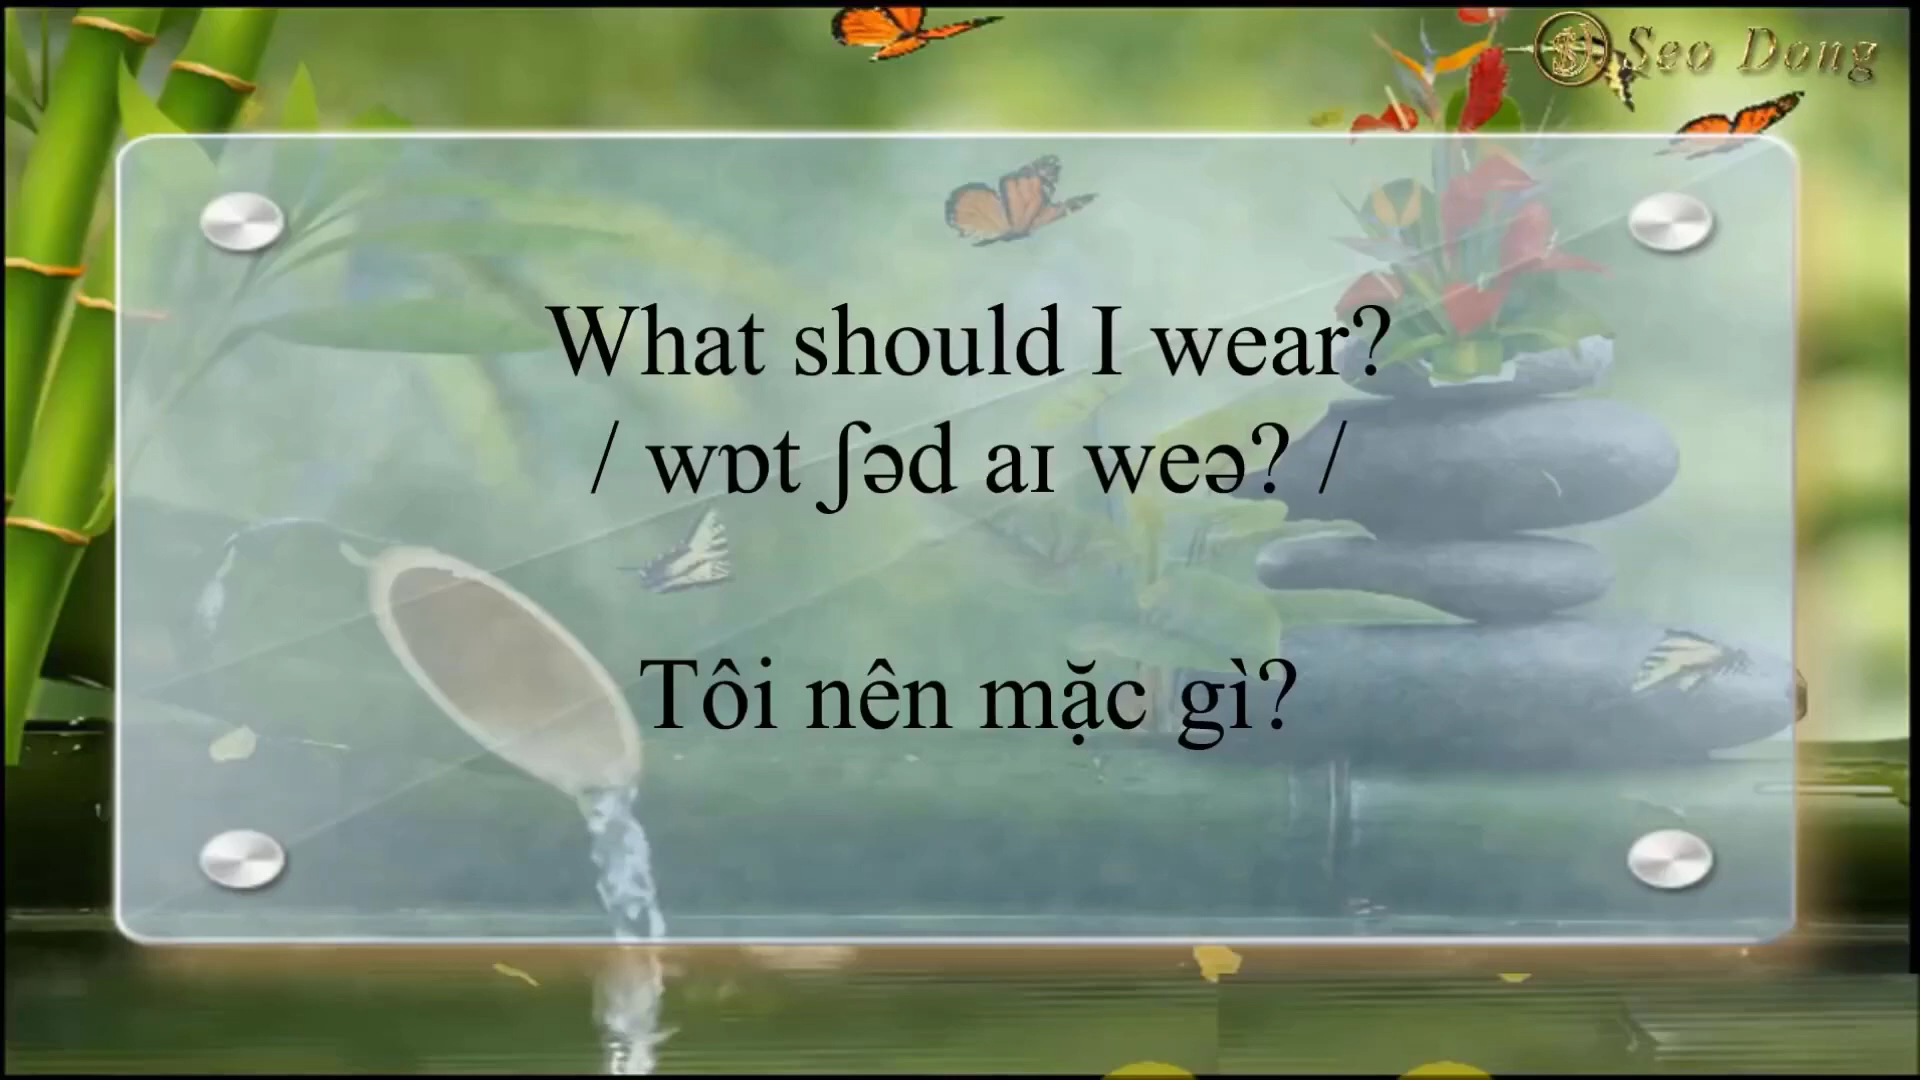 Seo Dong
What should I wear?
/ wɒt ʃəd aɪ weə? /
Tôi nên mặc gì?